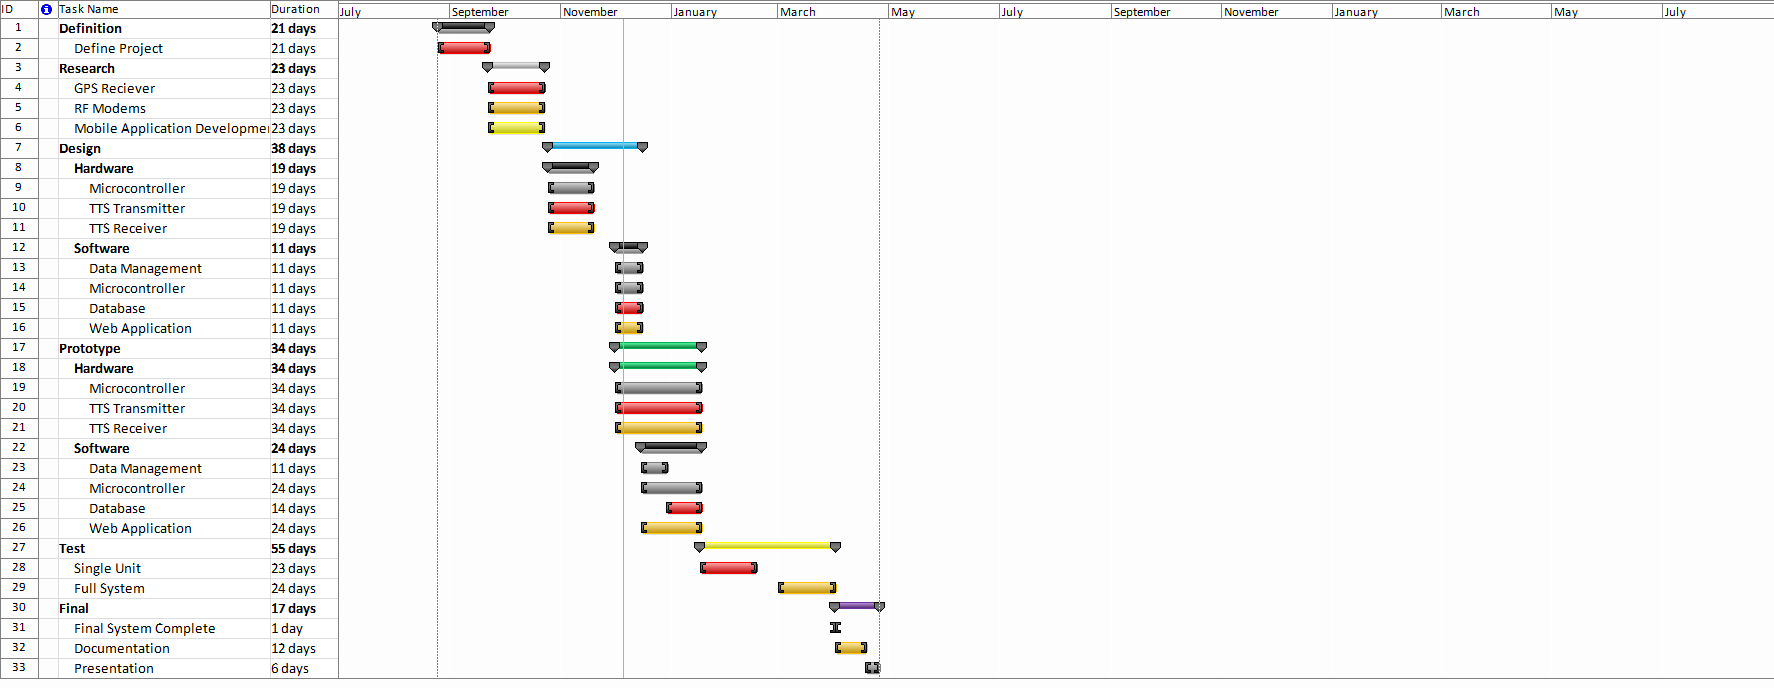 ID Task Name Duration July September November January March May July September November January March May July
1 Definition 21 days
2 Define Project 21 days
3 Research 23 days
4 GPS Reciever 23 days
5 RF Modems 23 days
6 Mobile Application Developme 23 days
7 Design 38 days
8 Hardware 19 days
9 Microcontroller 19 days
10 TTS Transmitter 19 days
11 TTS Receiver 19 days
12 Software 11 days
13 Data Management 11 days
14 Microcontroller 11 days
15 Database 11 days
16 Web Application 11 days
17 Prototype 34 days
18 Hardware 34 days
19 Microcontroller 34 days
20 TTS Transmitter 34 days
21 TTS Receiver 34 days
22 Software 24 days
23 Data Management 11 days
24 Microcontroller 24 days
25 Database 14 days
26 Web Application 24 days
27 Test 55 days
28 Single Unit 23 days
29 Full System 24 days
30 Final 17 days
31 Final System Complete 1 day
32 Documentation 12 days
33 Presentation 6 days